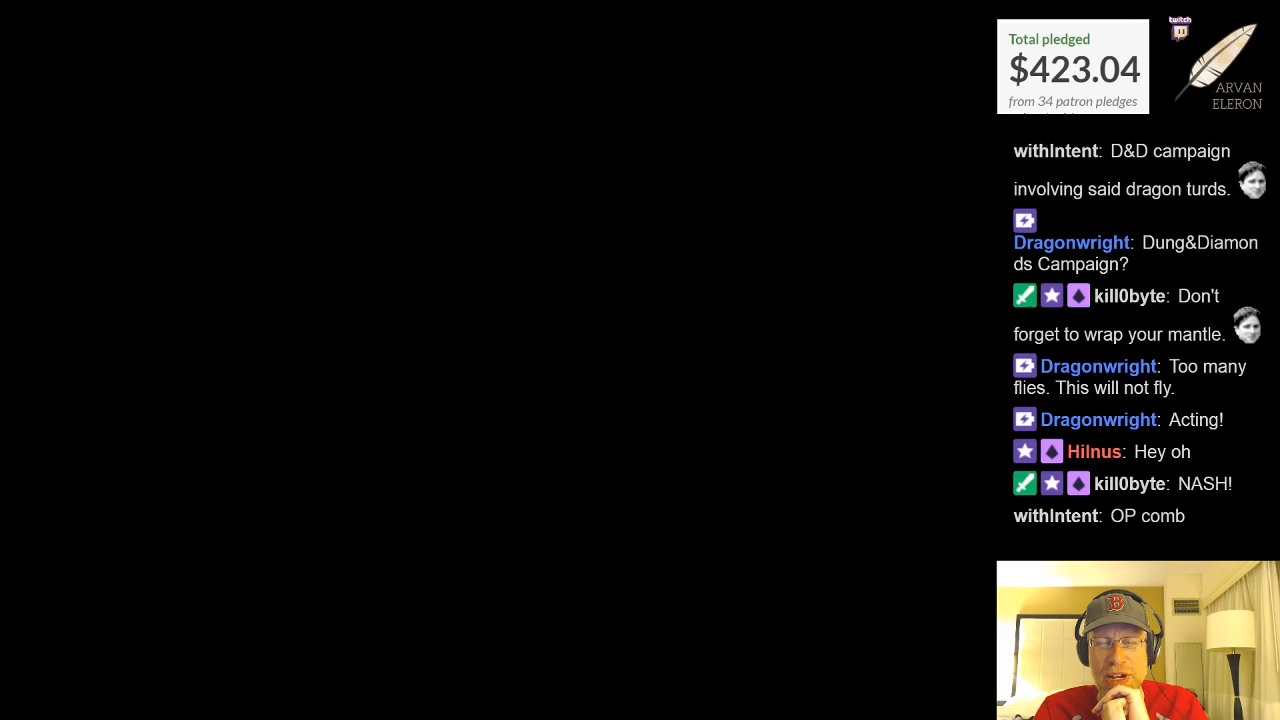 Total pledged
$423.04
from 34 patron pledges
twitch
ARVAN
ELERON
withIntent: D&D campaign
involving said dragon turds.
Dragonwright: Dung&Diamon
ds Campaign?
kill0byte: Don't
forget to wrap your mantle.
Dragonwright: Too many
flies. This will not fly.
Dragonwright: Acting!
Hilnus: Hey oh
kill0byte: NASH!
withIntent: OP comb
B